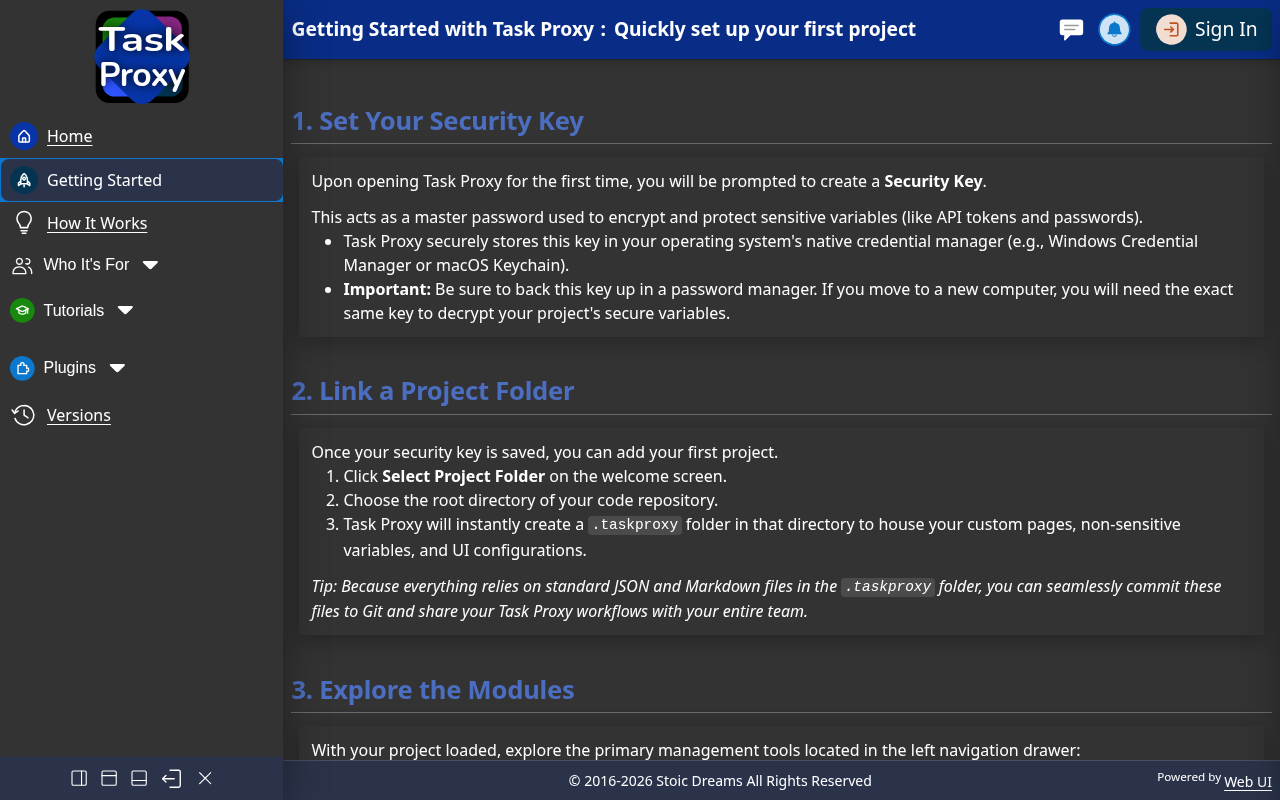 Task
Proxy
Home
Getting Started
How It Works
Who It's For
Tutorials
Plugins
Versions
Getting Started with Task Proxy : Quickly set up your first project
Sign In
1. Set Your Security Key
Upon opening Task Proxy for the first time, you will be prompted to create a Security Key.
This acts as a master password used to encrypt and protect sensitive variables (like API tokens and passwords).
• Task Proxy securely stores this key in your operating system's native credential manager (e.g., Windows Credential
Manager or macOS Keychain).
• Important: Be sure to back this key up in a password manager. If you move to a new computer, you will need the exact
same key to decrypt your project's secure variables.
2. Link a Project Folder
Once your security key is saved, you can add your first project.
1. Click Select Project Folder on the welcome screen.
2. Choose the root directory of your code repository.
3. Task Proxy will instantly create a .taskproxy folder in that directory to house your custom pages, non-sensitive
variables, and UI configurations.
Tip: Because everything relies on standard JSON and Markdown files in the .taskproxy folder, you can seamlessly commit these
files to Git and share your Task Proxy workflows with your entire team.
3. Explore the Modules
With your project loaded, explore the primary management tools located in the left navigation drawer:
© 2016-2026 Stoic Dreams All Rights Reserved
Powered by Web UI